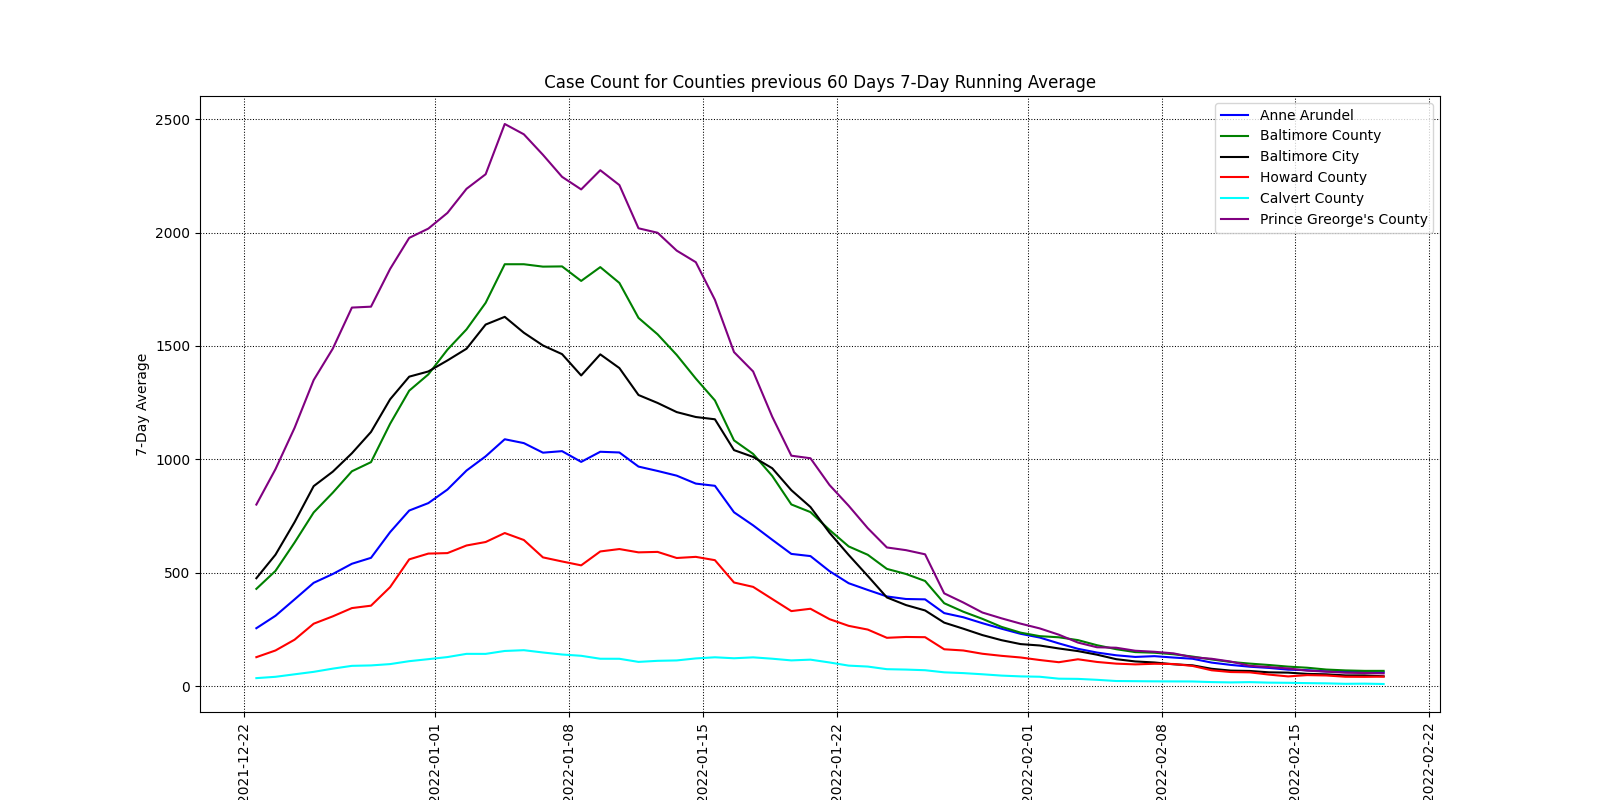 Case Count for Counties previous 60 Days 7-Day Running Average
2500
2000
1500
1000
500
0
7-Day Average
Anne Arundel
Baltimore County
Baltimore City
Howard County
Calvert County
Prince Greorge's County
2021-12-22
2022-01-01
2022-01-08
2022-01-15
2022-01-22
2022-02-01
2022-02-08
2022-02-15
2022-02-22